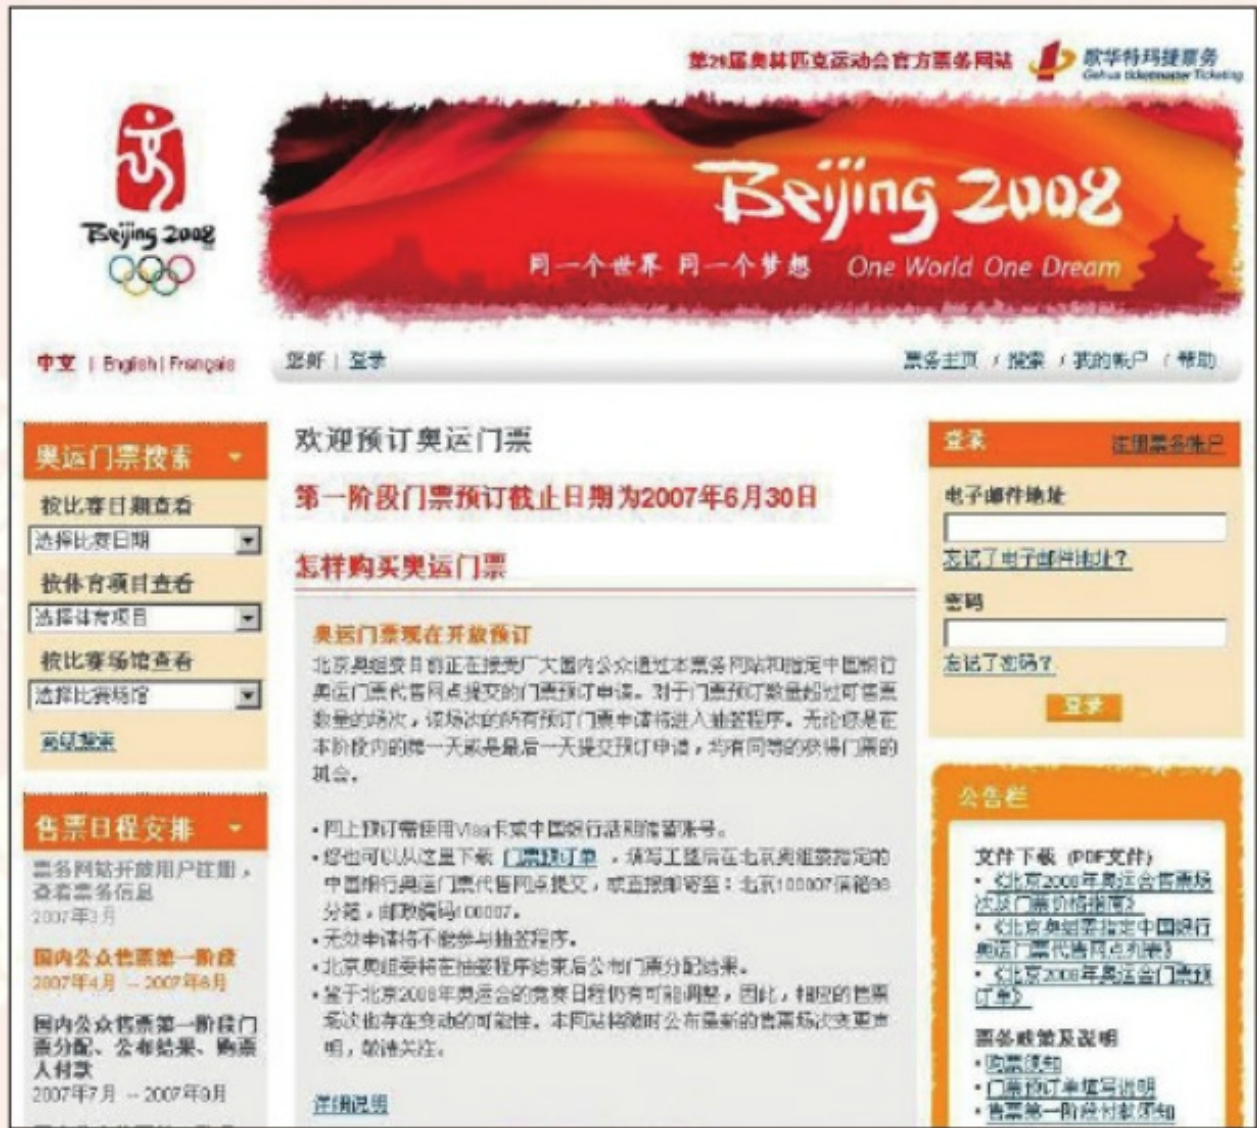 第29届奥林匹克运动会官方票务网站
歌华特玛捷票务
Gehua ticketmaster Ticketing
Beijing 2008
Beijing 2008
同一个世界 同一个梦想 One World One Dream
中文 | English | Français
您好 | 登录
票务主页 / 搜索 / 我的帐户 / 帮助
奥运门票搜索
按比赛日期查看
选择比赛日期
按体育项目查看
选择体育项目
按比赛场馆查看
选择比赛场馆
高级搜索
售票日程安排
票务网站开放用户注册，
查看票务信息
2007年3月
国内公众售票第一阶段
2007年4月 -- 2007年6月
国内公众售票第一阶段门
票分配、公布结果、购票
人付款
2007年7月 -- 2007年9月
欢迎预订奥运门票
第一阶段门票预订截止日期为2007年6月30日
怎样购买奥运门票
奥运门票现在开放预订
北京奥组委目前正在接受广大国内公众通过本票务网站和指定中国银行
奥运门票代售网点提交的门票预订申请。对于门票预订数量超过可售票
数量的场次，该场次的所有预订门票申请将进入抽签程序。无论您是在
本阶段内的第一天或是最后一天提交预订申请，均有同等的获得门票的
机会。
·网上预订需使用Visa卡或中国银行活期储蓄账号。
·您也可以从这里下载 门票预订单 ，填写工整后在北京奥组委指定的
中国银行奥运门票代售网点提交，或直接邮寄至：北京100007信箱98
分箱，邮政编码100007。
·无效申请将不能参与抽签程序。
·北京奥组委将在抽签程序结束后公布门票分配结果。
·鉴于北京2008年奥运会的竞赛日程仍有可能调整，因此，相应的售票
场次也存在变动的可能性。本网站将随时公布最新的售票场次变更声
明，敬请关注。
详细说明
登录 注册票务帐户
电子邮件地址
忘记了电子邮件地址？
密码
忘记了密码？
登录
公告栏
文件下载 (PDF文件)
· 《北京2008年奥运会售票场
次及门票价格指南》
· 《北京奥组委指定中国银行
奥运门票代售网点列表》
· 《北京2008年奥运会门票预
订单》
票务政策及说明
· 购票须知
· 门票预订单填写说明
· 售票第一阶段付款须知